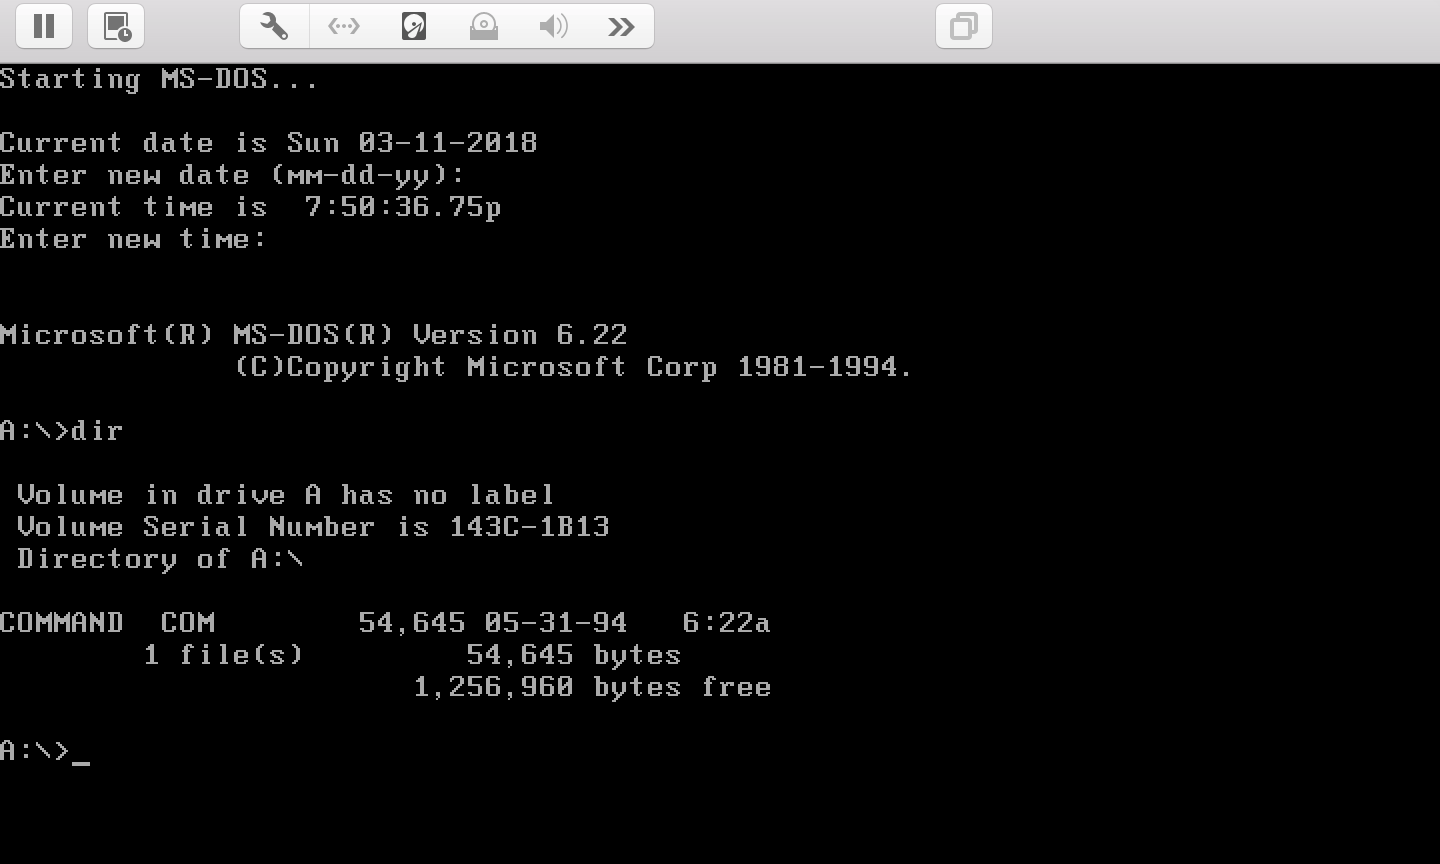 Starting MS-DOS...
Current date is Sun 03-11-2018
Enter new date (mm-dd-yy):
Current time is  7:50:36.75p
Enter new time:
Microsoft(R) MS-DOS(R) Version 6.22
(C)Copyright Microsoft Corp 1981-1994.
A:\>dir
Volume in drive A has no label
Volume Serial Number is 143C-1B13
Directory of A:\
COMMAND  COM        54,645 05-31-94   6:22a
1 file(s)         54,645 bytes
1,256,960 bytes free
A:\>_